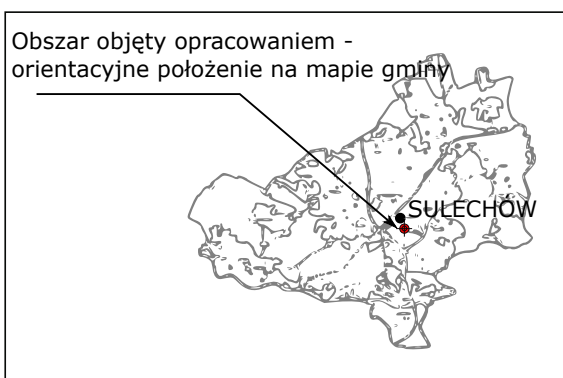 Obszar objęty opracowaniem -
orientacyjne położenie na mapie gminy
SULECHÓW